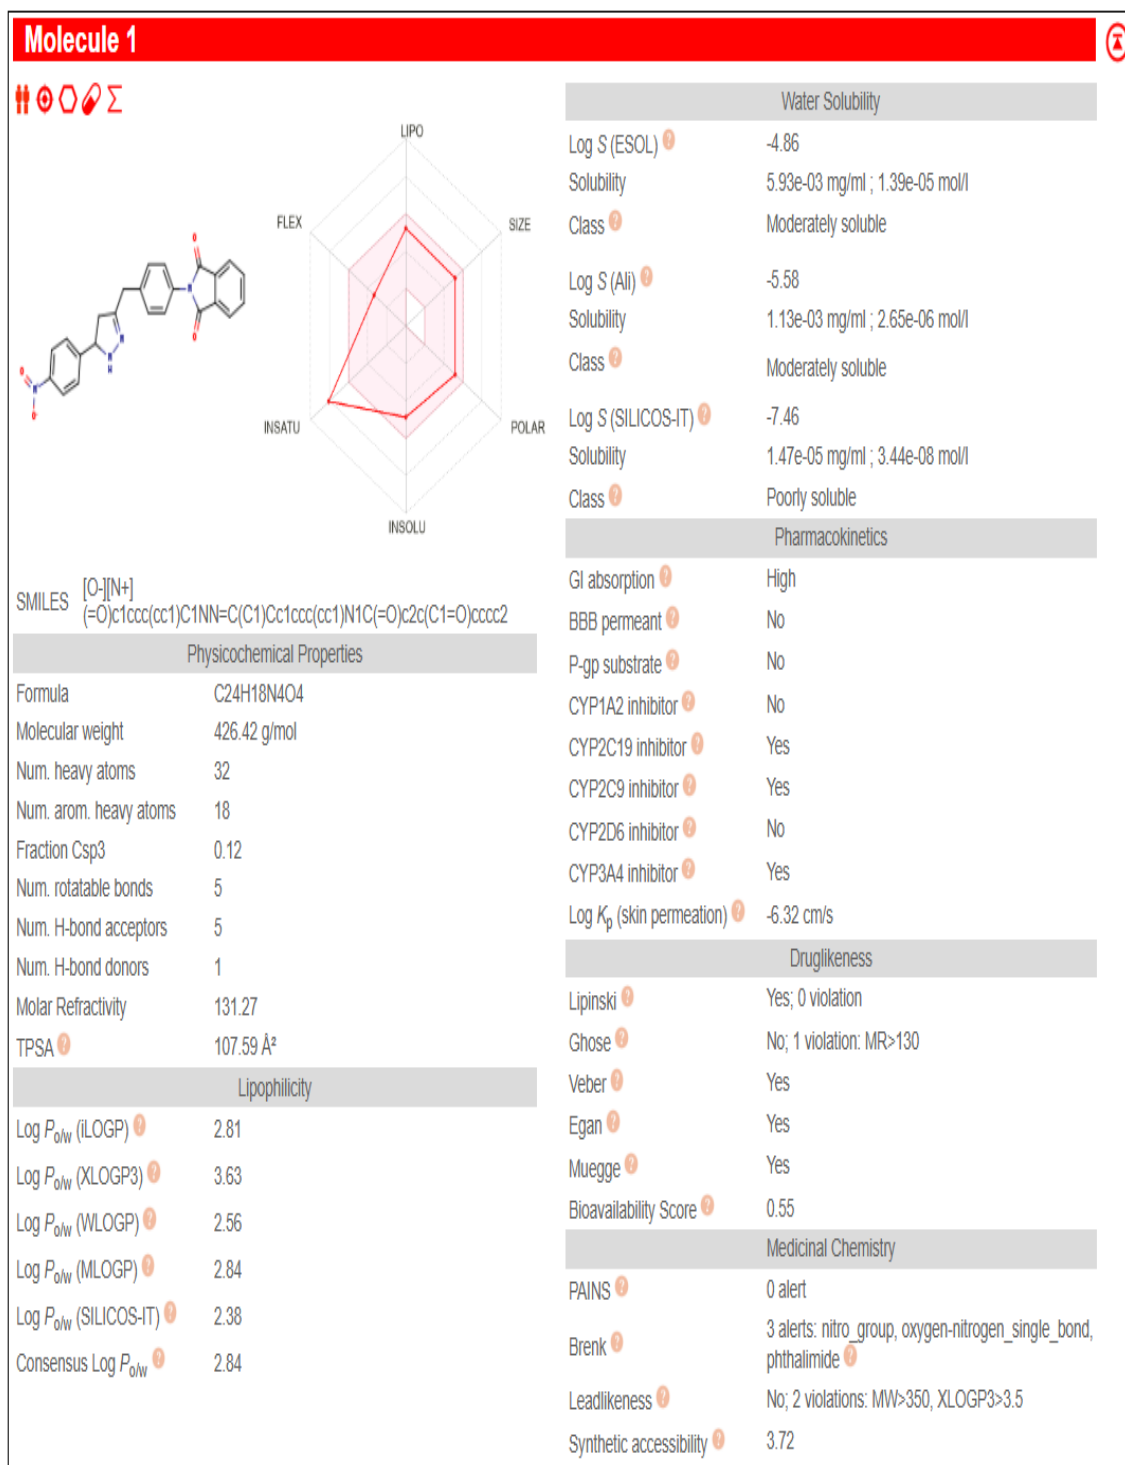 Molecule 1
LIPO
FLEX
SIZE
INSATU
POLAR
INSOLU
SMILES [O-][N+]
(=O)c1ccc(cc1)C1NN=C(C1)Cc1ccc(cc1)N1C(=O)c2c(C1=O)cccc2
Physicochemical Properties
Formula C24H18N4O4
Molecular weight 426.42 g/mol
Num. heavy atoms 32
Num. arom. heavy atoms 18
Fraction Csp3 0.12
Num. rotatable bonds 5
Num. H-bond acceptors 5
Num. H-bond donors 1
Molar Refractivity 131.27
TPSA ? 107.59 Å²
Lipophilicity
Log Po/w (iLOGP) ? 2.81
Log Po/w (XLOGP3) ? 3.63
Log Po/w (WLOGP) ? 2.56
Log Po/w (MLOGP) ? 2.84
Log Po/w (SILICOS-IT) ? 2.38
Consensus Log Po/w ? 2.84
Water Solubility
Log S (ESOL) ? -4.86
Solubility 5.93e-03 mg/ml ; 1.39e-05 mol/l
Class ? Moderately soluble
Log S (Ali) ? -5.58
Solubility 1.13e-03 mg/ml ; 2.65e-06 mol/l
Class ? Moderately soluble
Log S (SILICOS-IT) ? -7.46
Solubility 1.47e-05 mg/ml ; 3.44e-08 mol/l
Class ? Poorly soluble
Pharmacokinetics
GI absorption ? High
BBB permeant ? No
P-gp substrate ? No
CYP1A2 inhibitor ? No
CYP2C19 inhibitor ? Yes
CYP2C9 inhibitor ? Yes
CYP2D6 inhibitor ? No
CYP3A4 inhibitor ? Yes
Log Kp (skin permeation) ? -6.32 cm/s
Druglikeness
Lipinski ? Yes; 0 violation
Ghose ? No; 1 violation: MR>130
Veber ? Yes
Egan ? Yes
Muegge ? Yes
Bioavailability Score ? 0.55
Medicinal Chemistry
PAINS ? 0 alert
Brenk ? 3 alerts: nitro_group, oxygen-nitrogen_single_bond,
phthalimide ?
Leadlikeness ? No; 2 violations: MW>350, XLOGP3>3.5
Synthetic accessibility ? 3.72